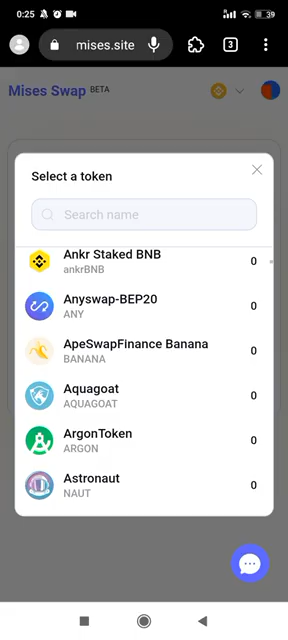 0:25
39
mises.site
3
Mises Swap BETA
Select a token
Search name
Ankr Staked BNB
0
ankrBNB
Anyswap-BEP20
0
ANY
ApeSwapFinance Banana
0
BANANA
Aquagoat
0
AQUAGOAT
ArgonToken
0
ARGON
Astronaut
0
NAUT